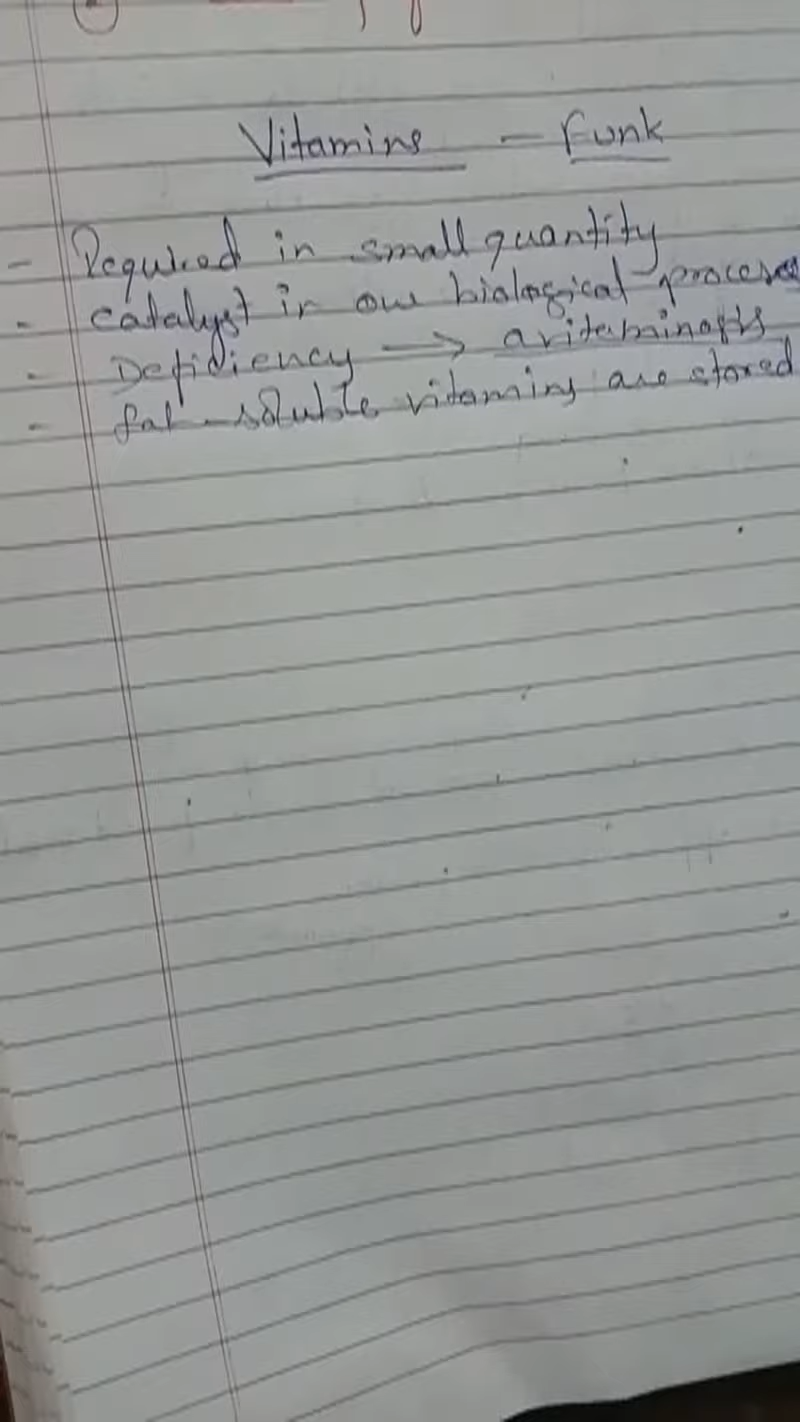 Vitamins - Funk
- Required in small quantity
- Catalyst in our biological process
- Deficiency → avitaminosis
- fat-soluble vitamins are stored